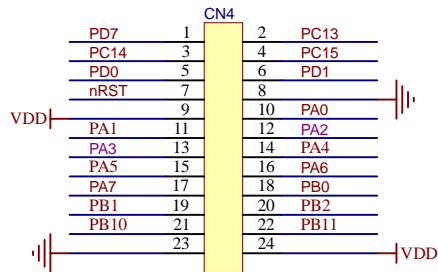 CN4
PD7 1 2 PC13
PC14 3 4 PC15
PD0 5 6 PD1
nRST 7 8
VDD 9 10 PA0
PA1 11 12 PA2
PA3 13 14 PA4
PA5 15 16 PA6
PA7 17 18 PB0
PB1 19 20 PB2
PB10 21 22 PB11
23 24 VDD